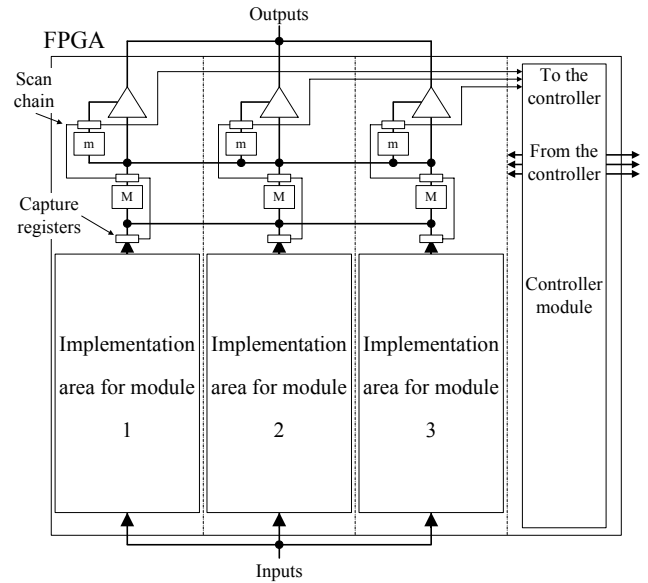 Outputs
FPGA
Scan
chain
To the
controller
m
m
m
From the
controller
M
M
M
Capture
registers
Controller
module
Implementation
area for module
1
Implementation
area for module
2
Implementation
area for module
3
Inputs